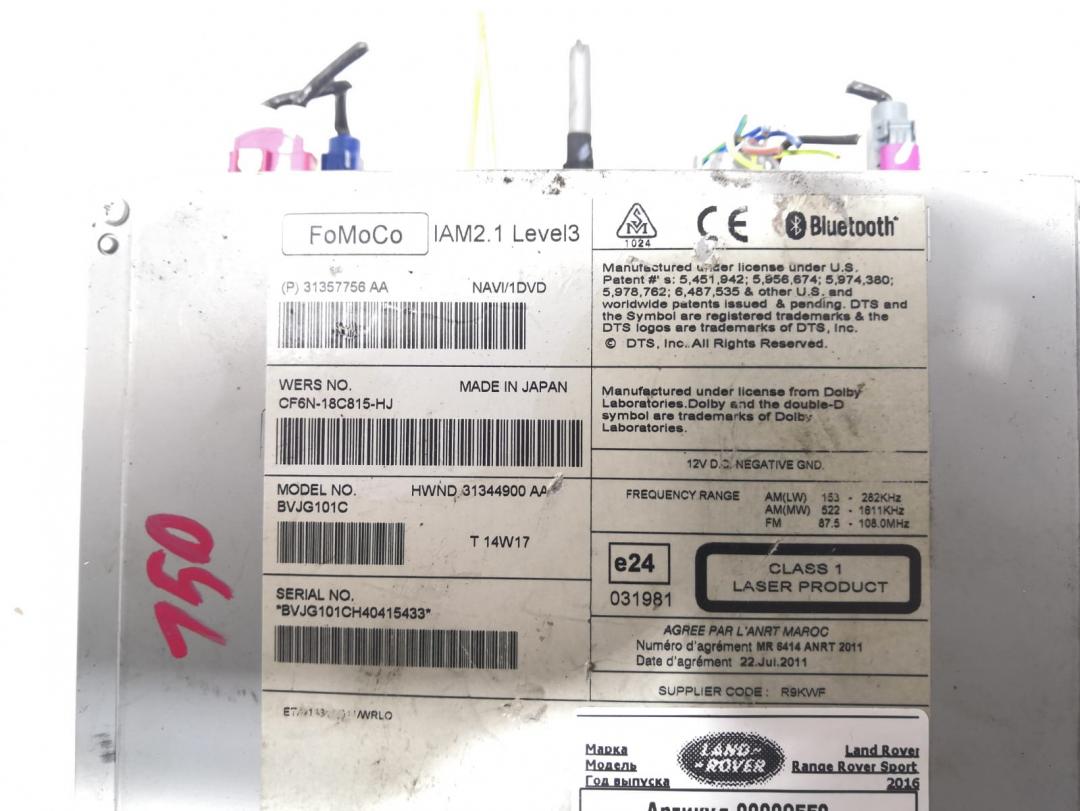 FoMoCo IAM2.1 Level3
(P) 31357756 AA NAVI/1DVD
WERS NO. MADE IN JAPAN
CF6N-18C815-HJ
MODEL NO. HWND 31344900 AA
BVJG101C
T 14W17
SERIAL NO.
*BVJG101CH40415433*
1024
CE
Bluetooth
Manufactured under license under U.S.
Patent #' s: 5,451,942; 5,956,674; 5,974,380;
5,978,762; 6,487,535 & other U.S. and
worldwide patents issued & pending. DTS and
the Symbol are registered trademarks & the
DTS logos are trademarks of DTS, Inc.
© DTS, Inc. All Rights Reserved.
Manufactured under license from Dolby
Laboratories.Dolby and the double-D
symbol are trademarks of Dolby
Laboratories.
12V D.C. NEGATIVE GND.
FREQUENCY RANGE AM(LW) 153 - 282KHz
AM(MW) 522 - 1611KHz
FM 87.5 - 108.0MHz
e24
031981
CLASS 1
LASER PRODUCT
AGREE PAR L'ANRT MAROC
Numéro d'agrément MR 6414 ANRT 2011
Date d'agrément 22.Jul.2011
SUPPLIER CODE : R9KWF
750
Марка Land Rover
Модель Range Rover Sport
Год выпуска 2016
LAND-
-ROVER